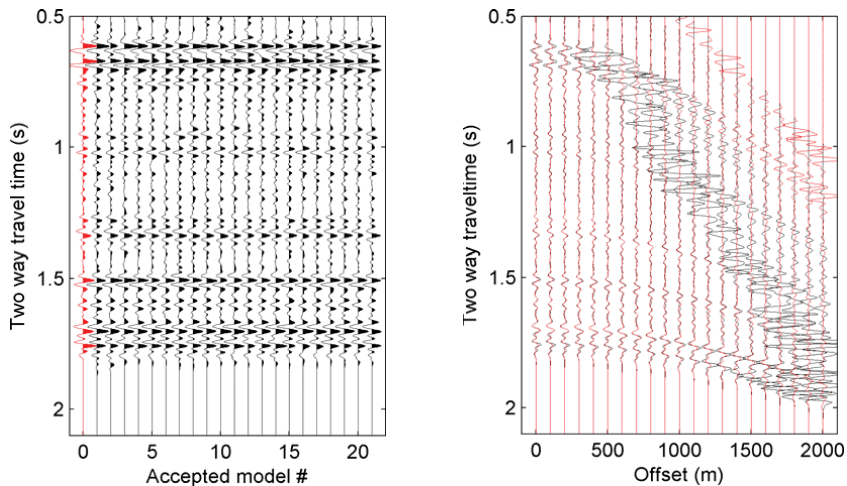 0.5
1
1.5
2
Two way travel time (s)
0 5 10 15 20
Accepted model #
0.5
1
1.5
2
Two way traveltime (s)
0 500 1000 1500 2000
Offset (m)